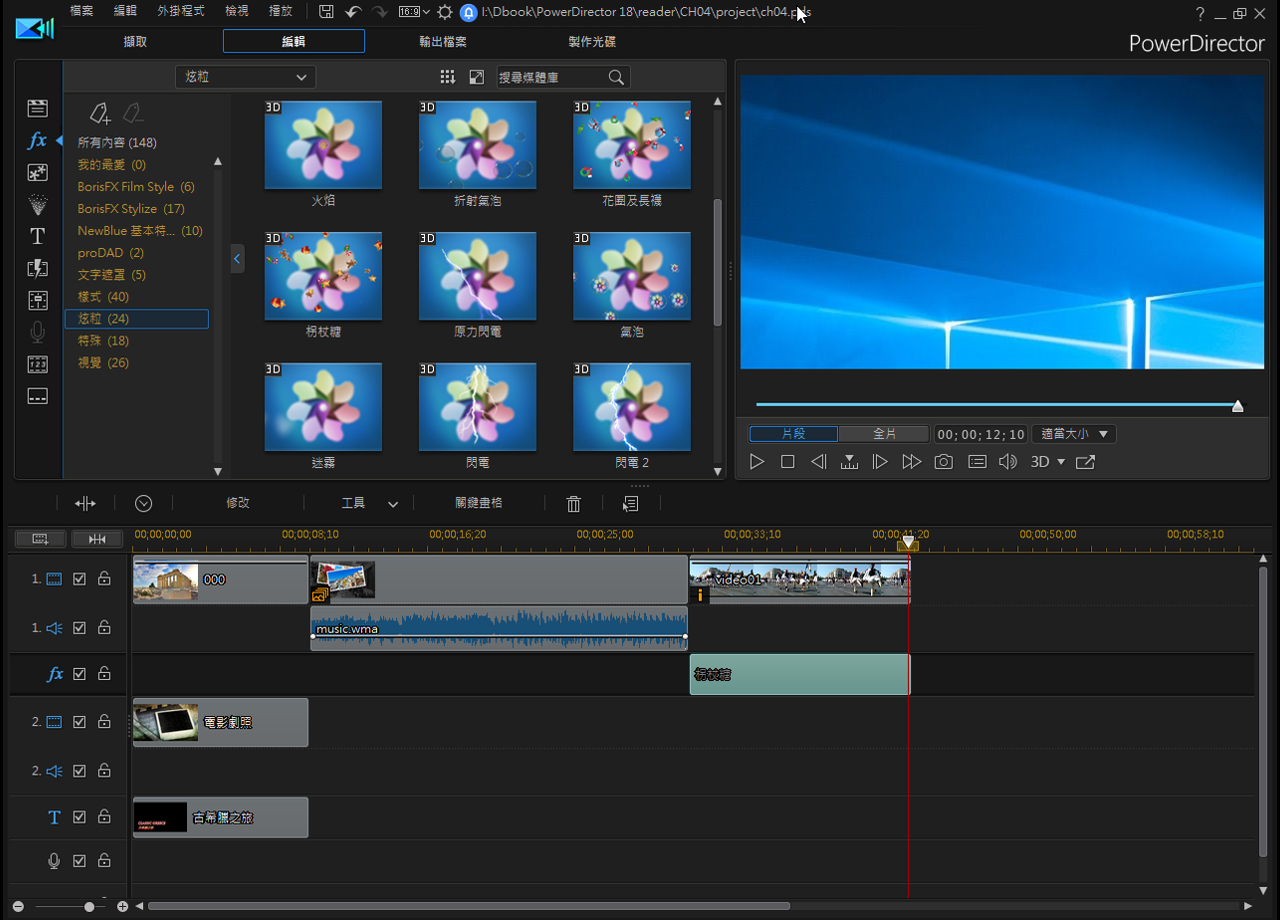 檔案 編輯 外掛程式 檢視 播放 16:9 I:\Dbook\PowerDirector 18\reader\CH04\project\ch04.pds ?
擷取 編輯 輸出檔案 製作光碟 PowerDirector
炫粒 搜尋媒體庫
所有內容 (148)
我的最愛 (0)
BorisFX Film Style (6)
BorisFX Stylize (17)
NewBlue 基本特... (10)
proDAD (2)
文字遮罩 (5)
樣式 (40)
炫粒 (24)
特殊 (18)
視覺 (26)
fx
T
3D 3D 3D
火焰 折射氣泡 花圈及長襪
3D 3D 3D
柺杖糖 原力閃電 氣泡
3D 3D 3D
迷霧 閃電 閃電 2
片段 全片 00;00;12;10 適當大小
3D
修改 工具 關鍵畫格
00;00;00;00 00;00;08;10 00;00;16;20 00;00;25;00 00;00;33;10 00;00;41;20 00;00;50;00 00;00;58;10
1. 000 video01
1. music.wma
fx 柺杖糖
2. 電影劇照
2.
T CLASSIC GREECE 古希臘之旅